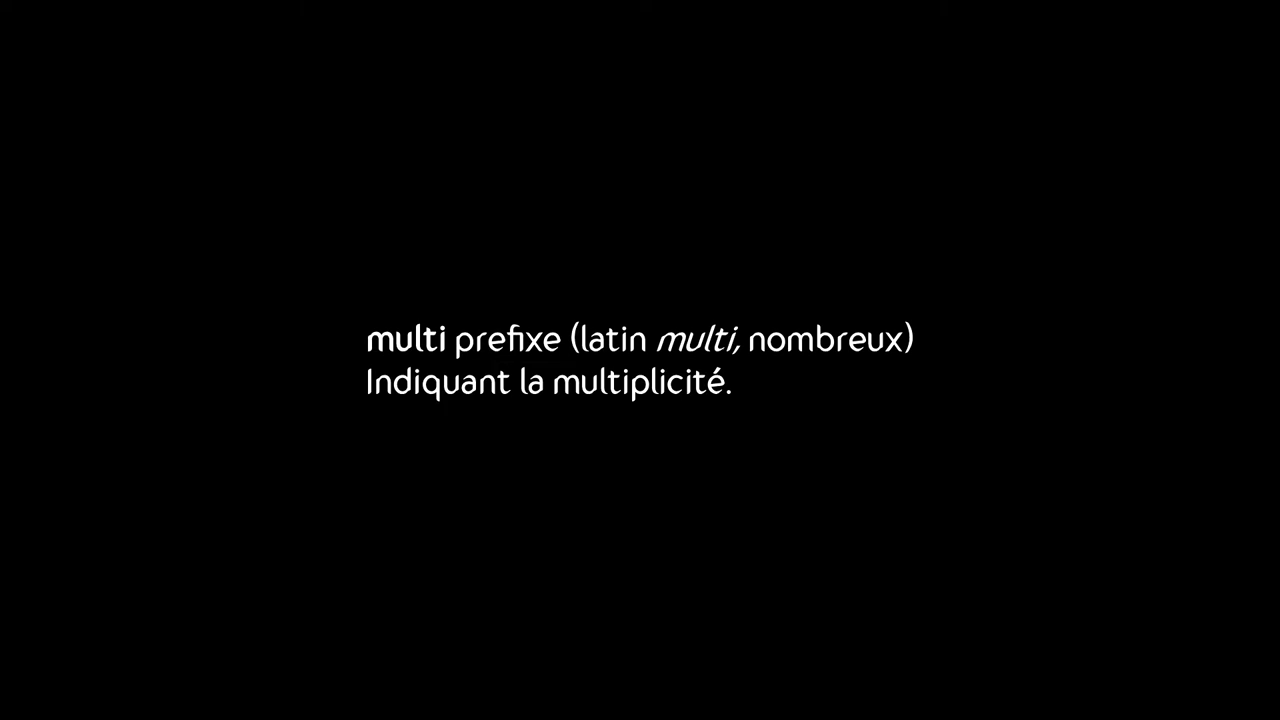 multi prefixe (latin multi, nombreux)
Indiquant la multiplicité.